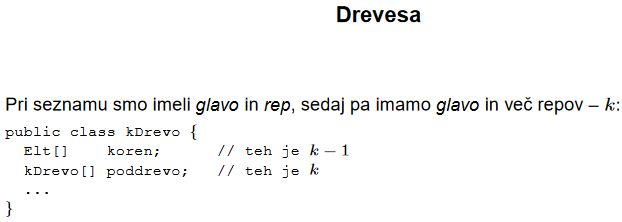 Drevesa
Pri seznamu smo imeli glavo in rep, sedaj pa imamo glavo in več repov – k:
public class kDrevo {
  Elt[]    koren;      // teh je k − 1
  kDrevo[] poddrevo;   // teh je k
  ...
}